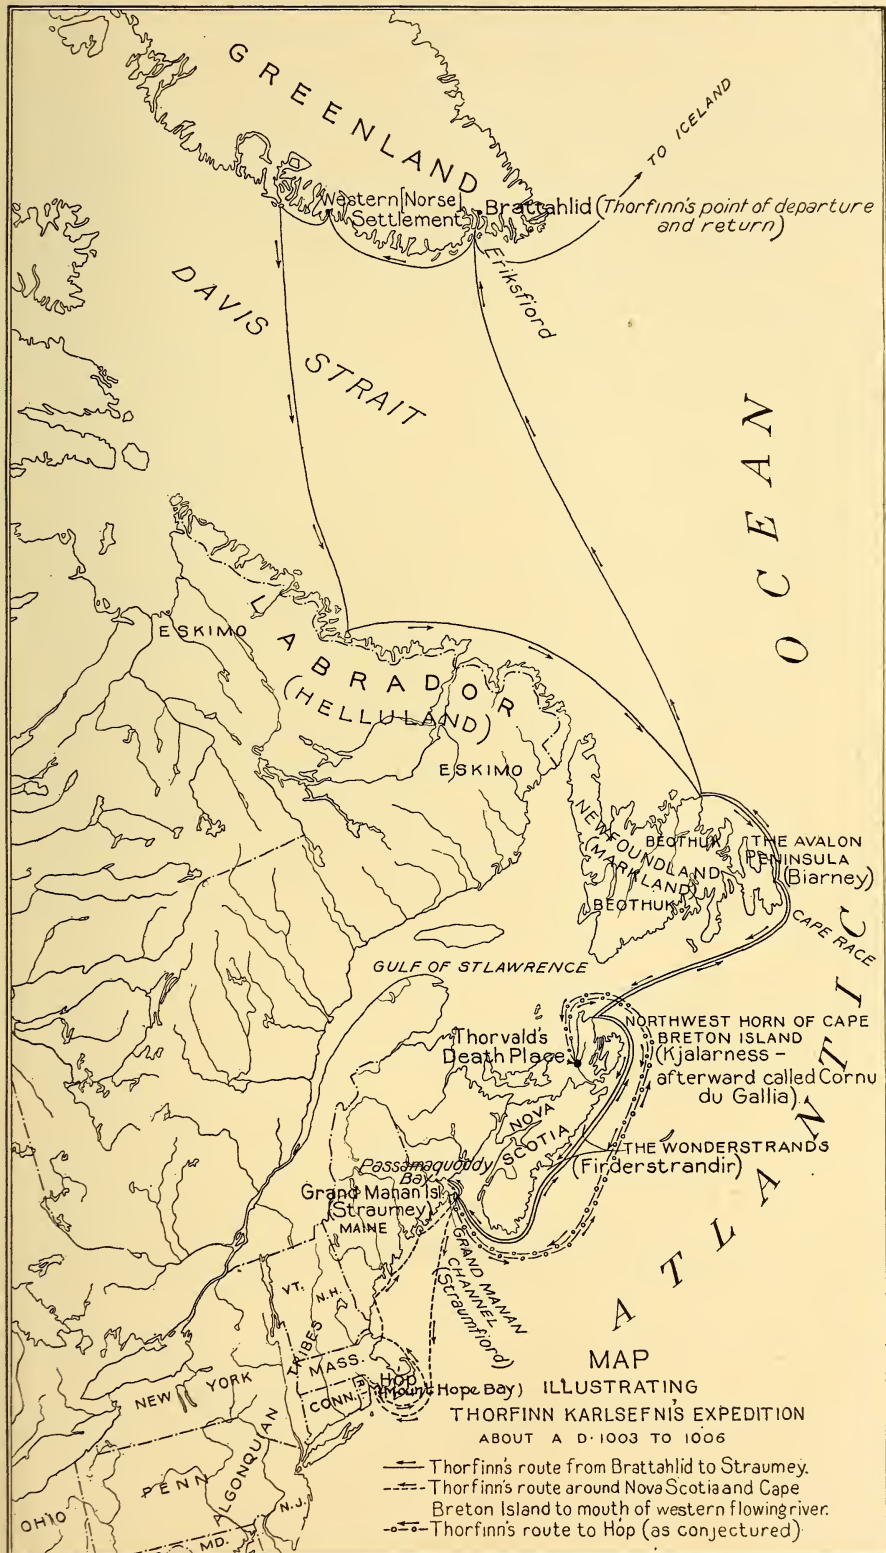 GREENLAND
TO ICELAND
Western [Norse]
Settlement
Brattahlid (Thorfinn's point of departure
and return)
Eriksfiord
DAVIS
STRAIT
OCEAN
ESKIMO
LABRADOR
(HELLULAND)
ESKIMO
NEWFOUNDLAND
(MARKLAND)
BEOTHUK
BEOTHUK
THE AVALON
PENINSULA
(Biarney)
CAPE RACE
GULF OF ST LAWRENCE
NORTHWEST HORN OF CAPE
BRETON ISLAND
(Kjalarness -
afterward called Cornu
du Gallia)
Thorvald's
Death Place
NOVA
SCOTIA
THE WONDERSTRANDS
(Firderstrandir)
Passamaquoddy
Bay
Grand Manan Is.
(Straumey)
MAINE
GRAND MANAN
CHANNEL
(Straumfiord)
ATLANTIC
VT.
N.H.
MASS.
CONN.
R.I.
Hop
(Mount Hope Bay)
NEW YORK
ALGONQUIAN TRIBES
PENN
N.J.
OHIO
MD.
MAP
ILLUSTRATING
THORFINN KARLSEFNI'S EXPEDITION
ABOUT A D. 1003 TO 1006
Thorfinn's route from Brattahlid to Straumey.
Thorfinn's route around Nova Scotia and Cape
Breton Island to mouth of western flowing river.
Thorfinn's route to Hóp (as conjectured)